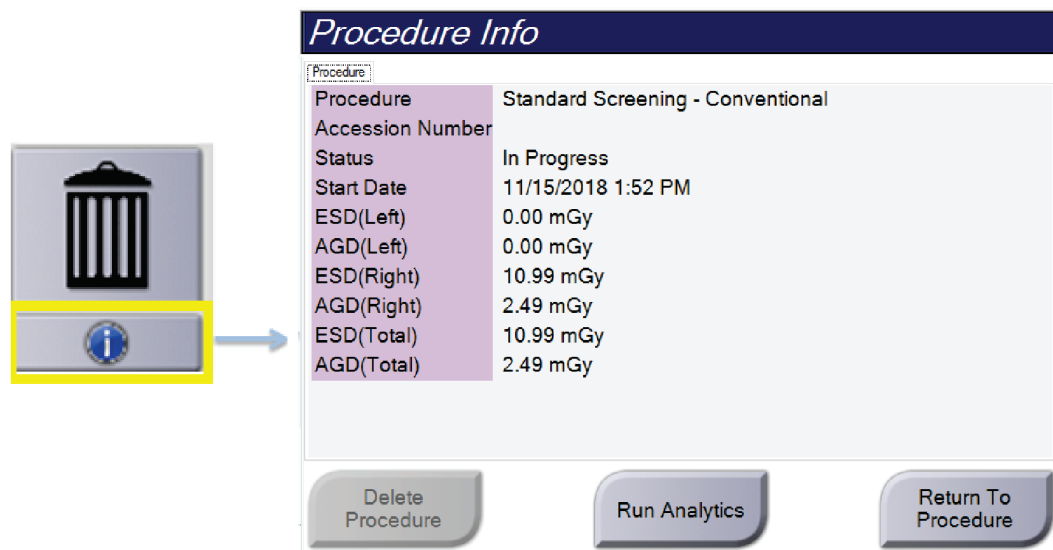 Procedure Info
Procedure
Procedure Standard Screening - Conventional
Accession Number
Status In Progress
Start Date 11/15/2018 1:52 PM
ESD(Left) 0.00 mGy
AGD(Left) 0.00 mGy
ESD(Right) 10.99 mGy
AGD(Right) 2.49 mGy
ESD(Total) 10.99 mGy
AGD(Total) 2.49 mGy
i
Delete
Procedure
Run Analytics
Return To
Procedure